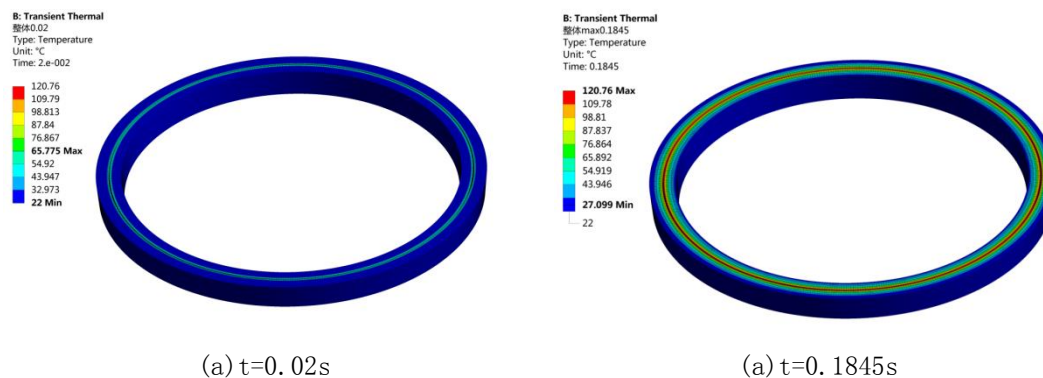 B: Transient Thermal
整体0.02
Type: Temperature
Unit: °C
Time: 2.e-002
120.76
109.79
98.813
87.84
76.867
65.775 Max
54.92
43.947
32.973
22 Min
B: Transient Thermal
整体max0.1845
Type: Temperature
Unit: °C
Time: 0.1845
120.76 Max
109.78
98.81
87.837
76.864
65.892
54.919
43.946
27.099 Min
22
(a)t=0.02s
(a)t=0.1845s